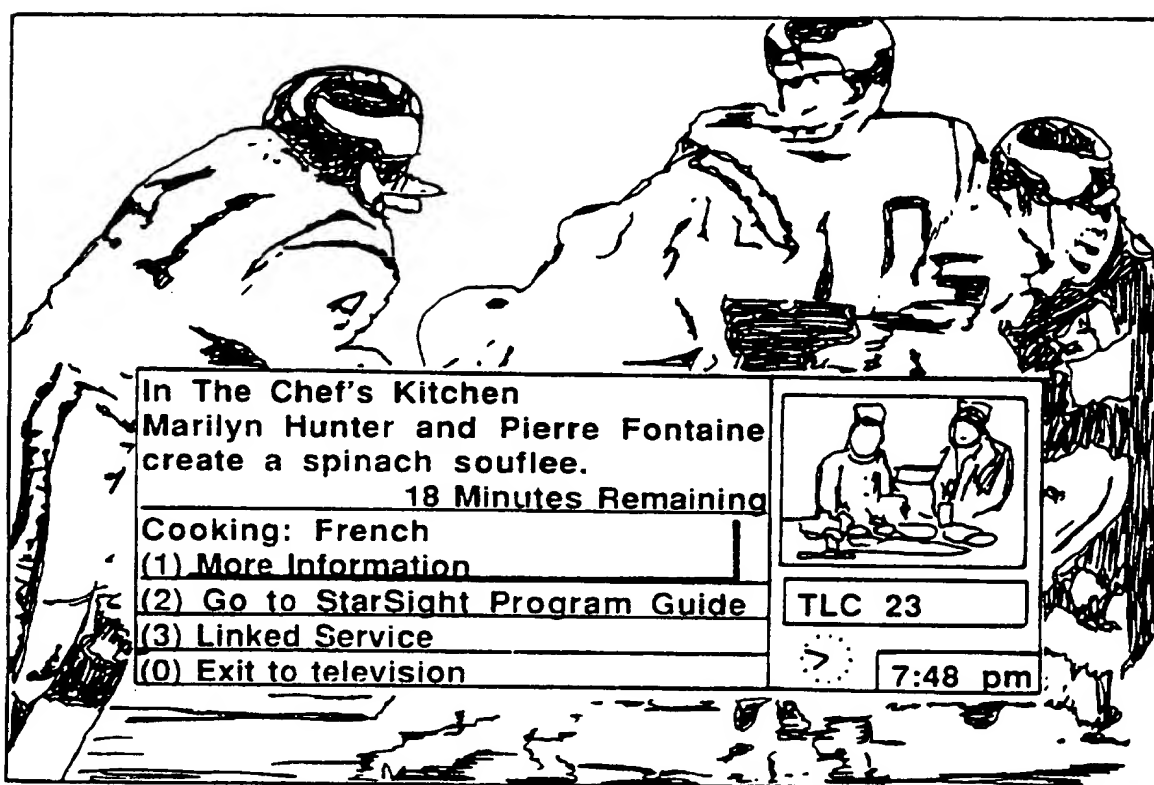 In The Chef's Kitchen
Marilyn Hunter and Pierre Fontaine
create a spinach souflee.
18 Minutes Remaining
Cooking: French
(1) More Information
(2) Go to StarSight Program Guide
(3) Linked Service
(0) Exit to television
TLC 23
7:48 pm